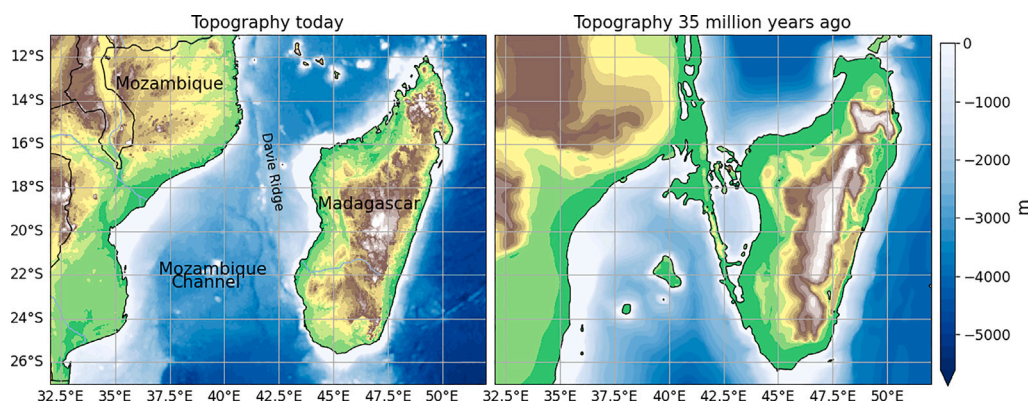 Topography today
Topography 35 million years ago
12°S
14°S
16°S
18°S
20°S
22°S
24°S
26°S
Mozambique
Davie Ridge
Madagascar
Mozambique
Channel
32.5°E 35°E 37.5°E 40°E 42.5°E 45°E 47.5°E 50°E
32.5°E 35°E 37.5°E 40°E 42.5°E 45°E 47.5°E 50°E
0
−1000
−2000
−3000
−4000
−5000
m